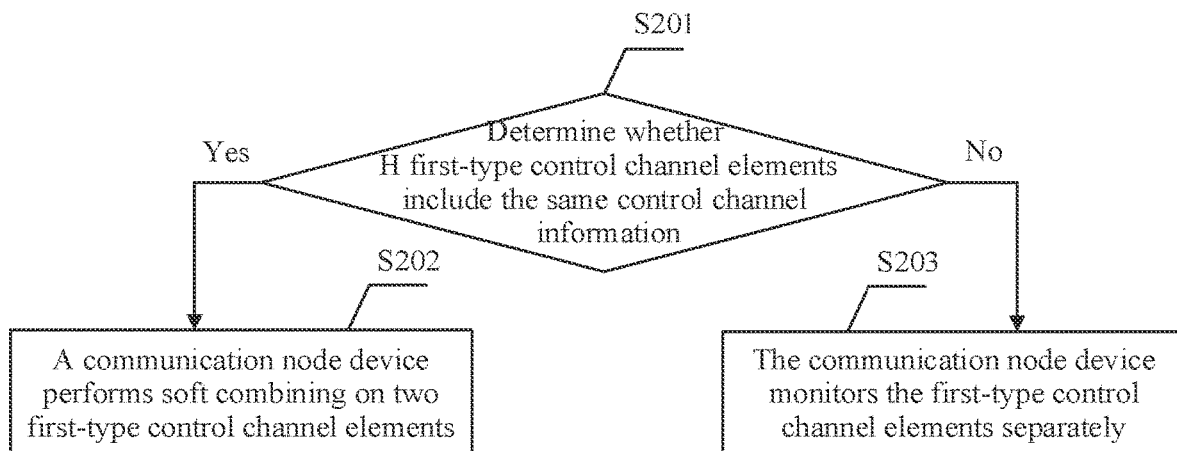 S201
Determine whether
H first-type control channel elements
include the same control channel
information
Yes
No
S202
S203
A communication node device
performs soft combining on two
first-type control channel elements
The communication node device
monitors the first-type control
channel elements separately